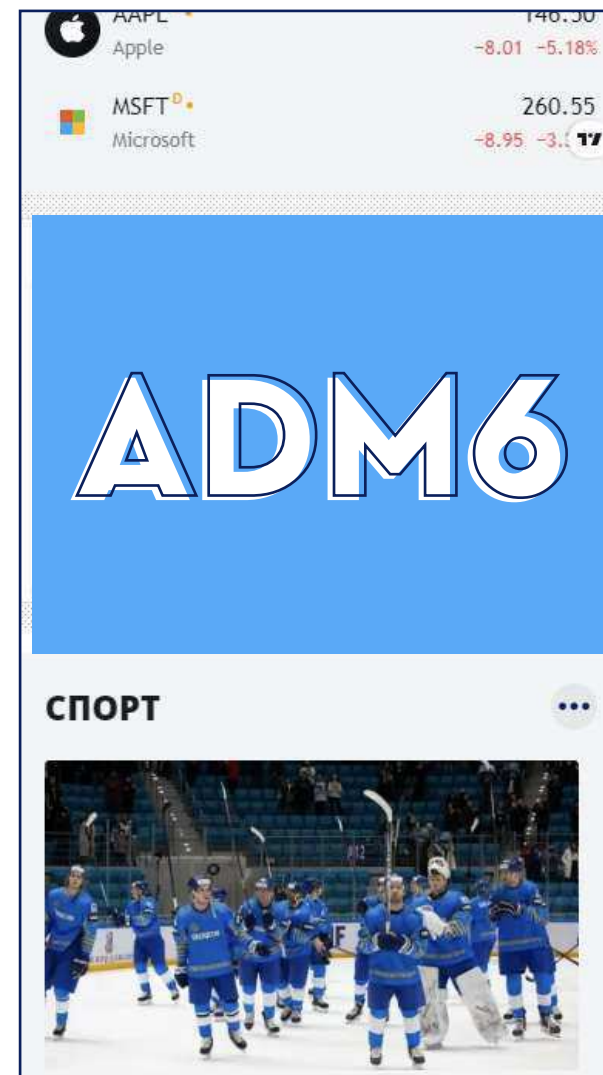 AAPL
146.50
Apple
-8.01 -5.18%
MSFT D
260.55
Microsoft
-8.95
ADM6
СПОРТ